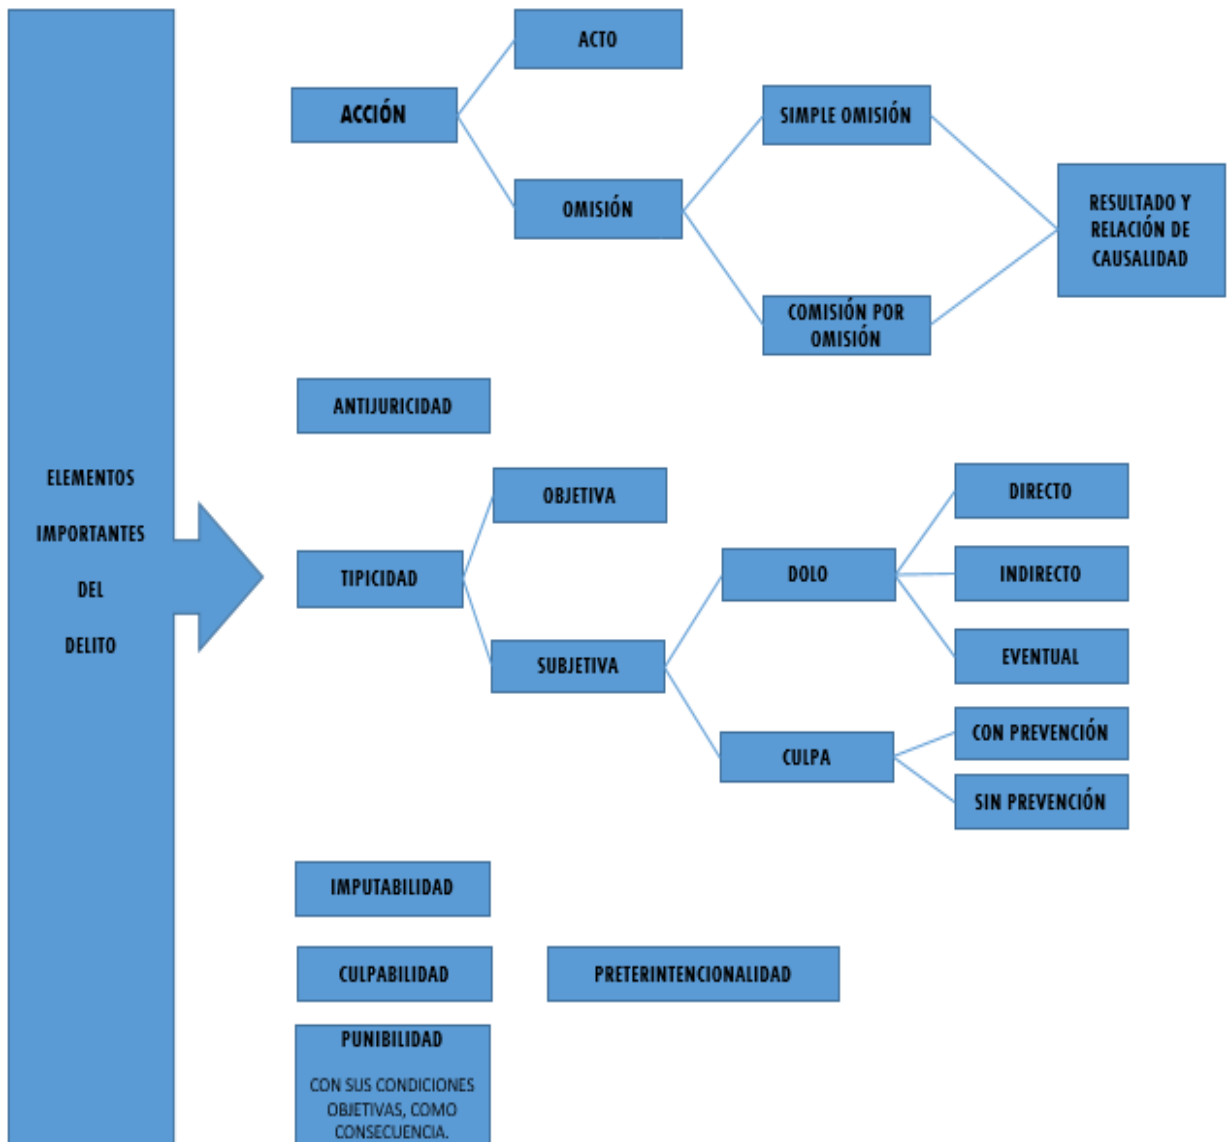 ELEMENTOS
IMPORTANTES
DEL
DELITO
ACCIÓN
ACTO
OMISIÓN
SIMPLE OMISIÓN
COMISIÓN POR
OMISIÓN
RESULTADO Y
RELACIÓN DE
CAUSALIDAD
ANTIJURICIDAD
TIPICIDAD
OBJETIVA
SUBJETIVA
DOLO
DIRECTO
INDIRECTO
EVENTUAL
CULPA
CON PREVENCIÓN
SIN PREVENCIÓN
IMPUTABILIDAD
CULPABILIDAD
PRETERINTENCIONALIDAD
PUNIBILIDAD
CON SUS CONDICIONES
OBJETIVAS, COMO
CONSECUENCIA.